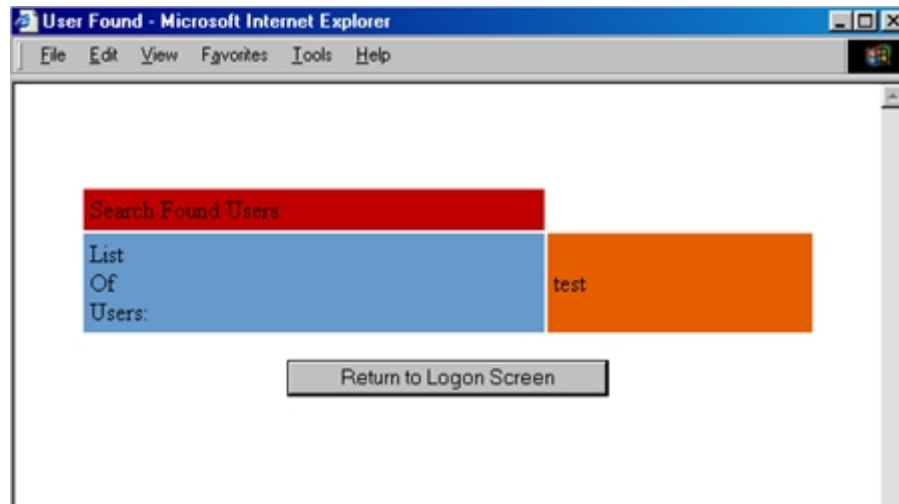 User Found - Microsoft Internet Explorer
File Edit View Favorites Tools Help
Search Found Users
List
Of
Users:
test
Return to Logon Screen